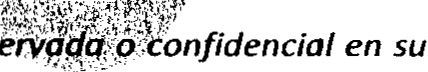 ervada o confidencial en su